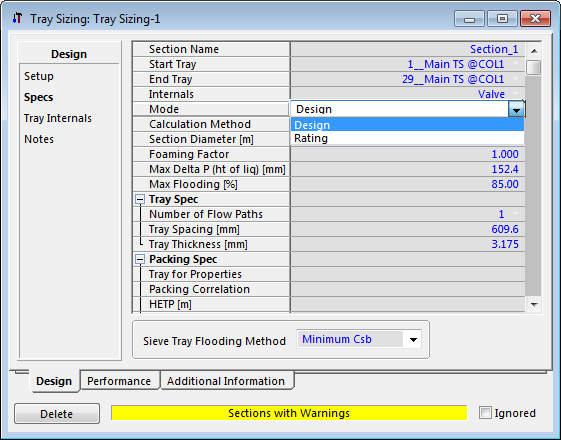 Tray Sizing: Tray Sizing-1
Design
Setup
Specs
Tray Internals
Notes
Section Name Section_1
Start Tray 1__Main TS @COL1
End Tray 29__Main TS @COL1
Internals Valve
Mode Design
Design
Rating
Calculation Method
Section Diameter [m]
Foaming Factor 1.000
Max Delta P (ht of liq) [mm] 152.4
Max Flooding [%] 85.00
Tray Spec
Number of Flow Paths 1
Tray Spacing [mm] 609.6
Tray Thickness [mm] 3.175
Packing Spec
Tray for Properties
Packing Correlation
HETP [m]
Sieve Tray Flooding Method Minimum Csb
Design Performance Additional Information
Delete Sections with Warnings Ignored